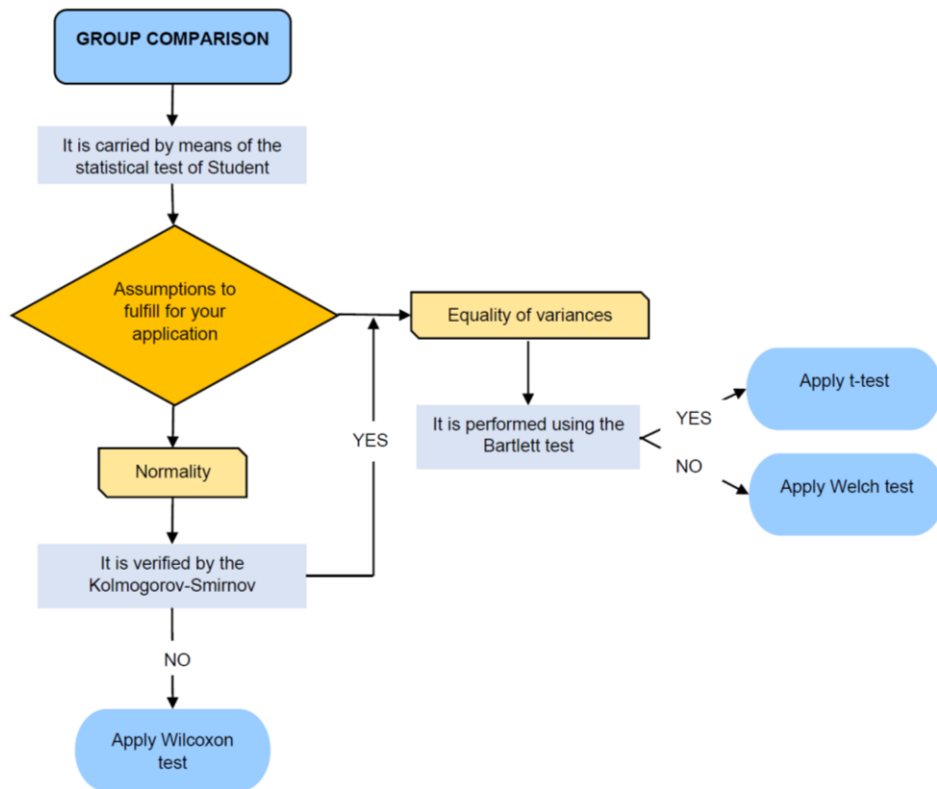 GROUP COMPARISON
It is carried by means of the
statistical test of Student
Assumptions to
fulfill for your
application
Equality of variances
Apply t-test
YES
It is performed using the
Bartlett test
YES
NO
Apply Welch test
Normality
It is verified by the
Kolmogorov-Smirnov
NO
Apply Wilcoxon
test